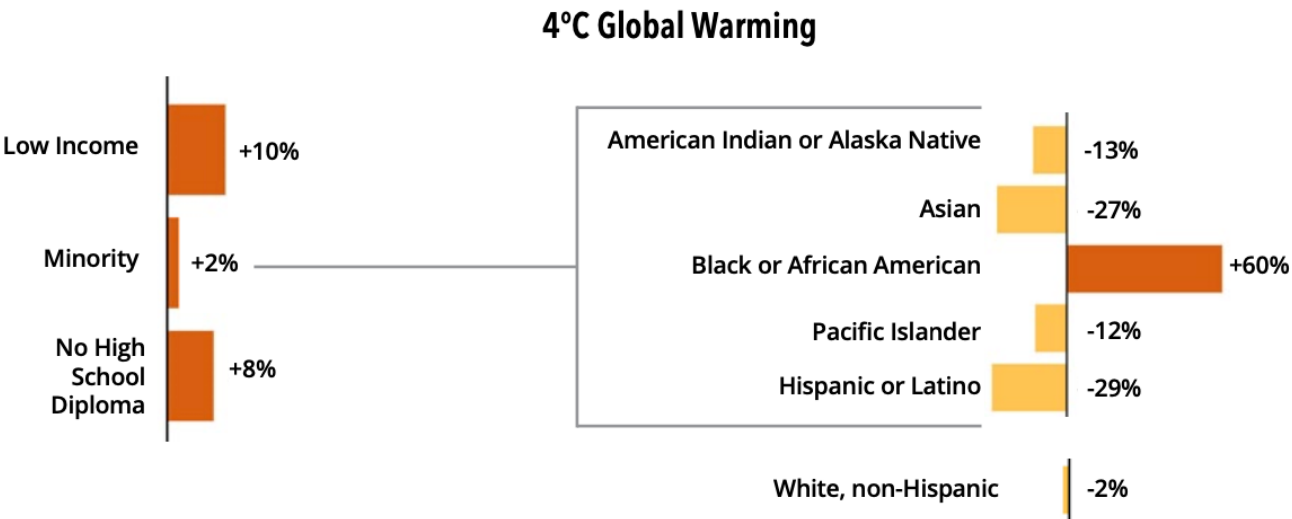 4ºC Global Warming
Low Income
+10%
Minority
+2%
No High
School
Diploma
+8%
American Indian or Alaska Native
-13%
Asian
-27%
Black or African American
+60%
Pacific Islander
-12%
Hispanic or Latino
-29%
White, non-Hispanic
-2%